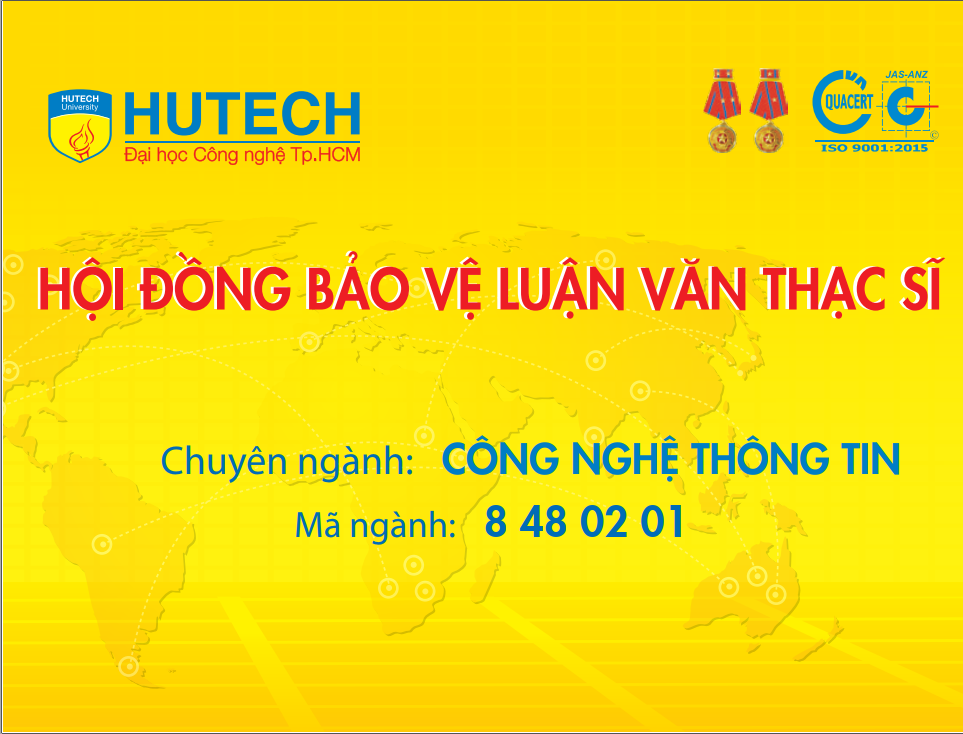 HUTECH
University
HUTECH
Đại học Công nghệ Tp.HCM
QUACERT
JAS-ANZ
©
ISO 9001:2015
HỘI ĐỒNG BẢO VỆ LUẬN VĂN THẠC SĨ
Chuyên ngành: CÔNG NGHỆ THÔNG TIN
Mã ngành: 8 48 02 01